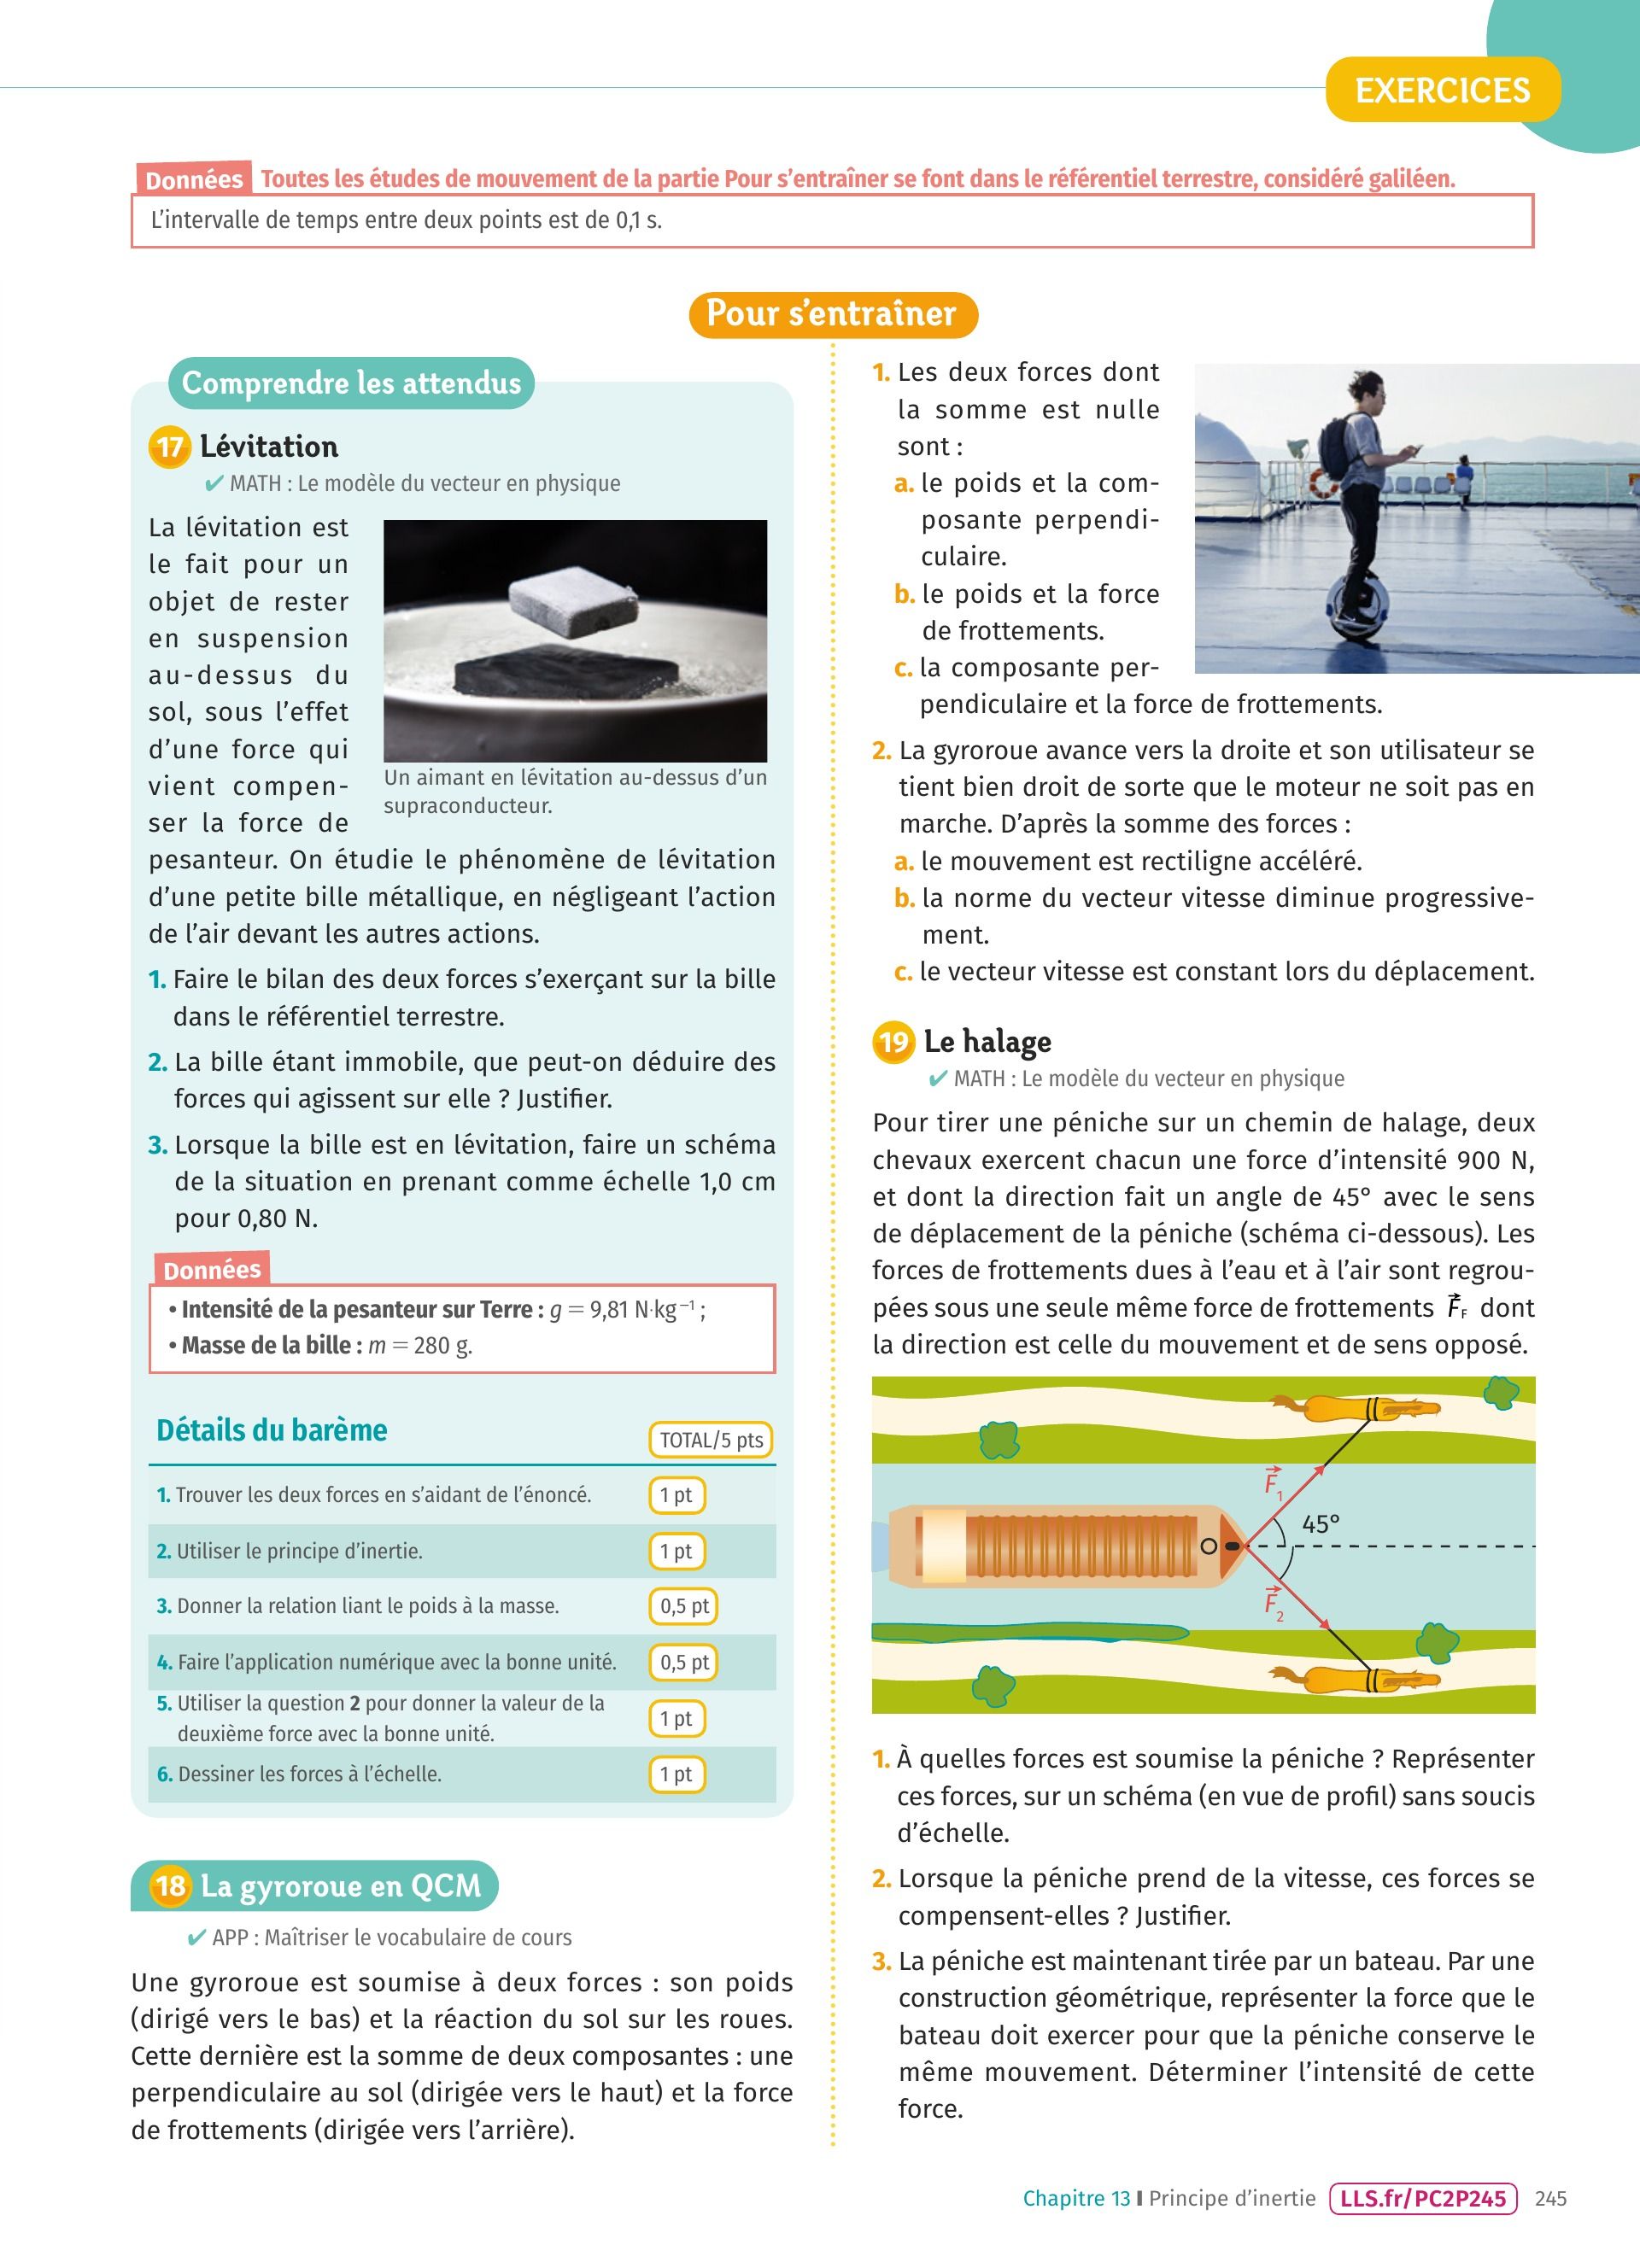 EXERCICES
Données Toutes les études de mouvement de la partie Pour s'entraîner se font dans le référentiel terrestre, considéré galiléen.
L'intervalle de temps entre deux points est de 0,1 s.
Pour s'entraîner
Comprendre les attendus
17 Lévitation
✔ MATH : Le modèle du vecteur en physique
La lévitation est
le fait pour un
objet de rester
en suspension
au-dessus du
sol, sous l'effet
d'une force qui
vient compen-
ser la force de
Un aimant en lévitation au-dessus d'un
supraconducteur.
pesanteur. On étudie le phénomène de lévitation
d'une petite bille métallique, en négligeant l'action
de l'air devant les autres actions.
1. Faire le bilan des deux forces s'exerçant sur la bille
dans le référentiel terrestre.
2. La bille étant immobile, que peut-on déduire des
forces qui agissent sur elle ? Justifier.
3. Lorsque la bille est en lévitation, faire un schéma
de la situation en prenant comme échelle 1,0 cm
pour 0,80 N.
Données
• Intensité de la pesanteur sur Terre : g = 9,81 N·kg⁻¹ ;
• Masse de la bille : m = 280 g.
Détails du barème TOTAL/5 pts
1. Trouver les deux forces en s'aidant de l'énoncé. 1 pt
2. Utiliser le principe d'inertie. 1 pt
3. Donner la relation liant le poids à la masse. 0,5 pt
4. Faire l'application numérique avec la bonne unité. 0,5 pt
5. Utiliser la question 2 pour donner la valeur de la
deuxième force avec la bonne unité. 1 pt
6. Dessiner les forces à l'échelle. 1 pt
18 La gyroroue en QCM
✔ APP : Maîtriser le vocabulaire de cours
Une gyroroue est soumise à deux forces : son poids
(dirigé vers le bas) et la réaction du sol sur les roues.
Cette dernière est la somme de deux composantes : une
perpendiculaire au sol (dirigée vers le haut) et la force
de frottements (dirigée vers l'arrière).
1. Les deux forces dont
la somme est nulle
sont :
a. le poids et la com-
posante perpendi-
culaire.
b. le poids et la force
de frottements.
c. la composante per-
pendiculaire et la force de frottements.
2. La gyroroue avance vers la droite et son utilisateur se
tient bien droit de sorte que le moteur ne soit pas en
marche. D'après la somme des forces :
a. le mouvement est rectiligne accéléré.
b. la norme du vecteur vitesse diminue progressive-
ment.
c. le vecteur vitesse est constant lors du déplacement.
19 Le halage
✔ MATH : Le modèle du vecteur en physique
Pour tirer une péniche sur un chemin de halage, deux
chevaux exercent chacun une force d'intensité 900 N,
et dont la direction fait un angle de 45° avec le sens
de déplacement de la péniche (schéma ci-dessous). Les
forces de frottements dues à l'eau et à l'air sont regrou-
pées sous une seule même force de frottements F⃗F dont
la direction est celle du mouvement et de sens opposé.
F⃗1
45°
F⃗2
1. À quelles forces est soumise la péniche ? Représenter
ces forces, sur un schéma (en vue de profil) sans soucis
d'échelle.
2. Lorsque la péniche prend de la vitesse, ces forces se
compensent-elles ? Justifier.
3. La péniche est maintenant tirée par un bateau. Par une
construction géométrique, représenter la force que le
bateau doit exercer pour que la péniche conserve le
même mouvement. Déterminer l'intensité de cette
force.
Chapitre 13 I Principe d'inertie LLS.fr/PC2P245 245